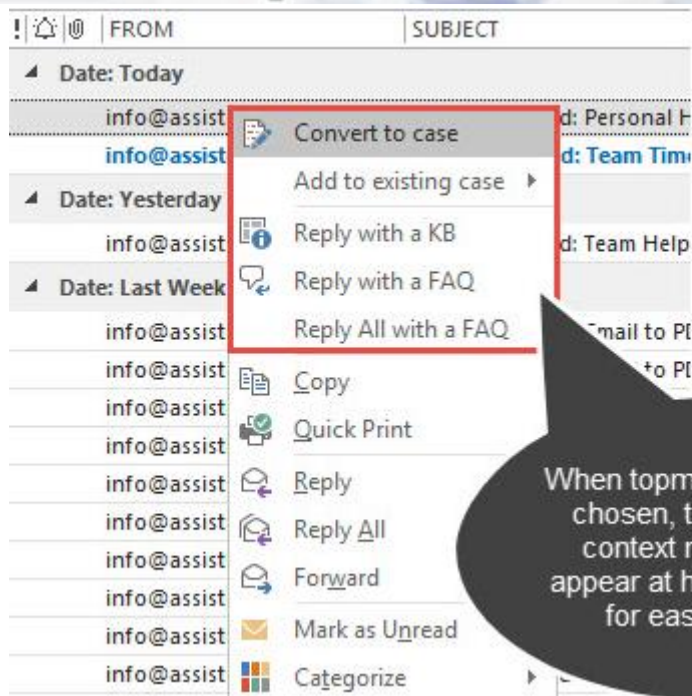 ! FROM SUBJECT
Date: Today
info@assist d: Personal H
Convert to case
info@assist d: Team Tim
Add to existing case
Date: Yesterday
info@assist Reply with a KB d: Team Help
Date: Last Week Reply with a FAQ
info@assist Reply All with a FAQ mail to
info@assist to
Copy
info@assist
info@assist Quick Print
info@assist Reply
info@assist Reply All
info@assist
info@assist Forward
info@assist Mark as Unread
info@assist Categorize
When topm
chosen, t
context
appear at h
for eas